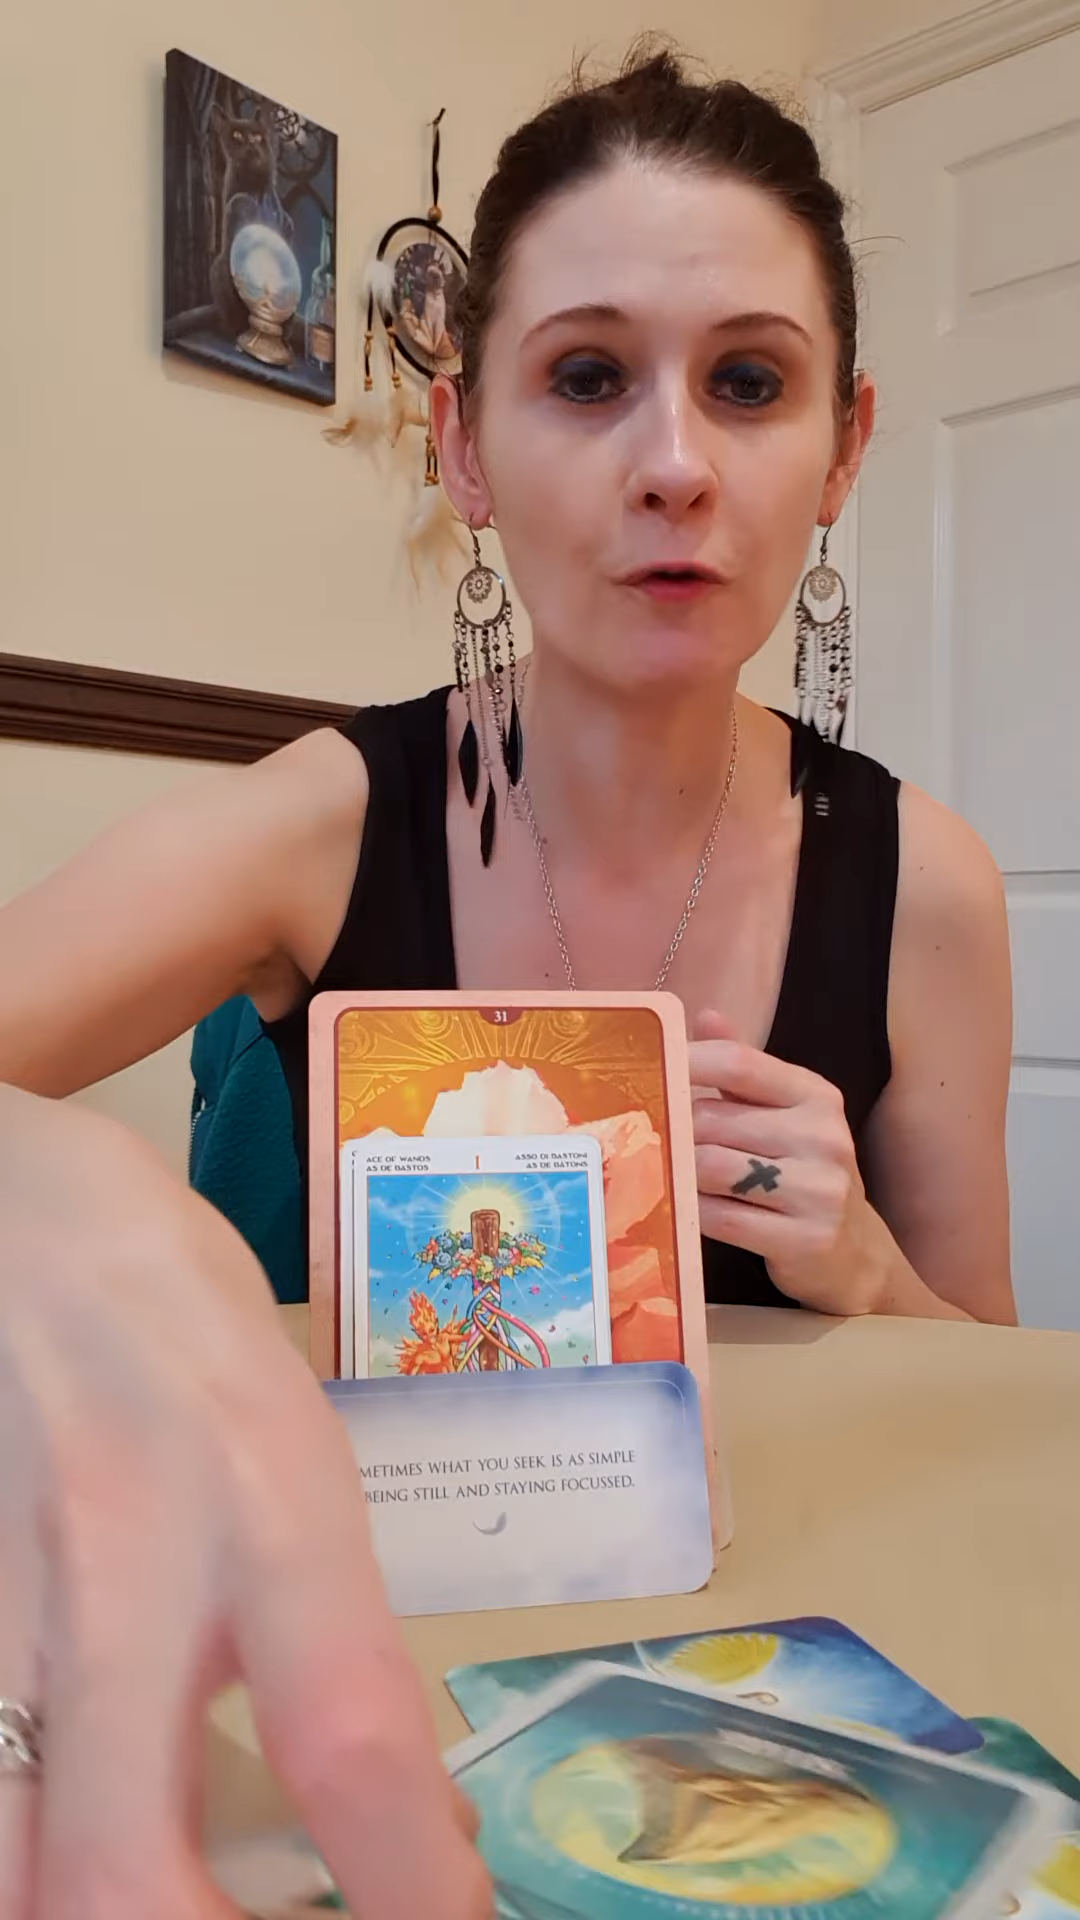 31
ACE OF WANDS
AS DE BASTOS
I
ASSO DI BASTONI
AS DE BATONS
METIMES WHAT YOU SEEK IS AS SIMPLE
BEING STILL AND STAYING FOCUSSED.